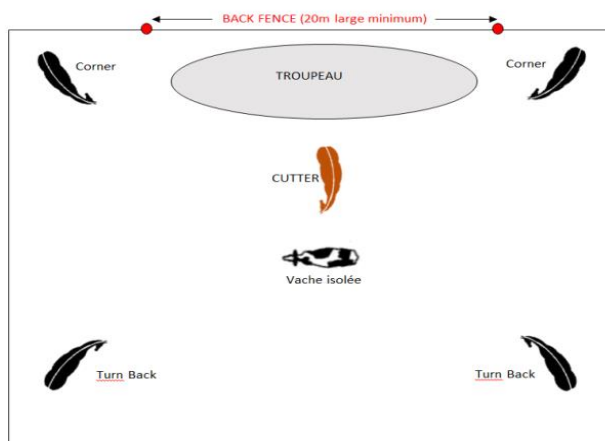 BACK FENCE (20m large minimum)
Corner
TROUPEAU
Corner
CUTTER
Vache isolée
Turn Back
Turn Back